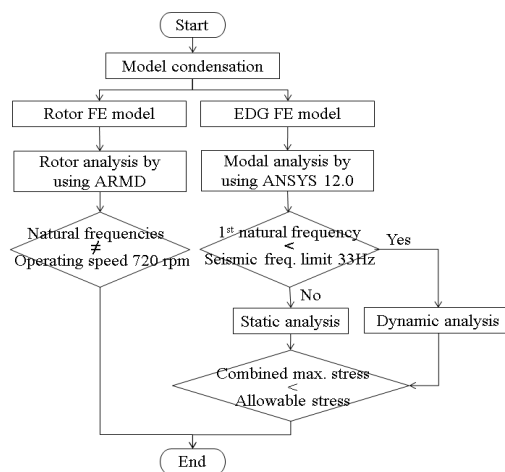 Start
Model condensation
Rotor FE model
EDG FE model
Rotor analysis by
using ARMD
Modal analysis by
using ANSYS 12.0
Natural frequencies
≠
Operating speed 720 rpm
1st natural frequency
<
Seismic freq. limit 33Hz
Yes
No
Static analysis
Dynamic analysis
Combined max. stress
<
Allowable stress
End